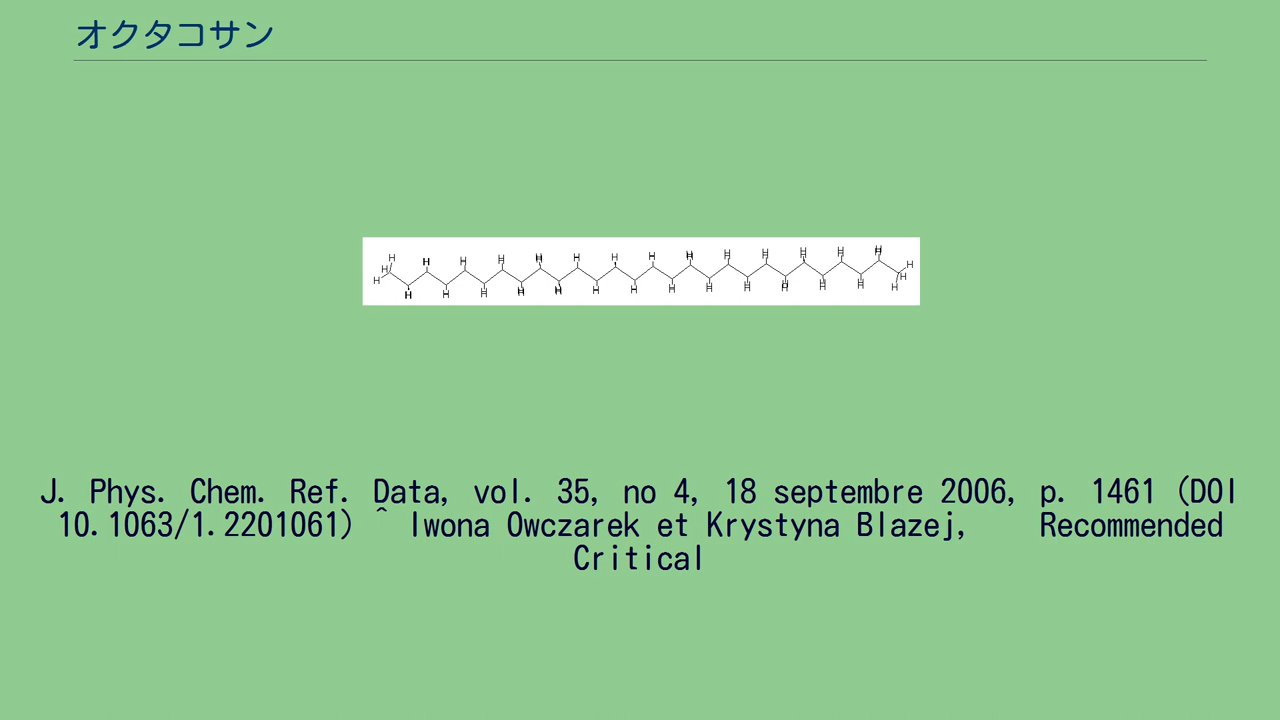 オクタコサン
J. Phys. Chem. Ref. Data, vol. 35, no 4, 18 septembre 2006, p. 1461 (DOI
10.1063/1.2201061) ^ Iwona Owczarek et Krystyna Blazej, Recommended
Critical